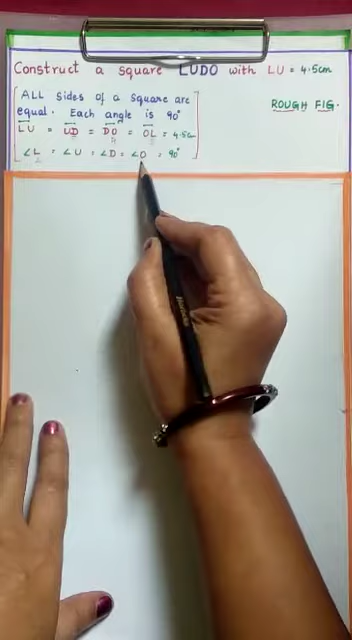 Construct a square LUDO with LU = 4.5cm
ALL sides of a square are
equal. Each angle is 90°
LU = UD = DO = OL = 4.5cm
∠L = ∠U = ∠D = ∠O = 90°
ROUGH FIG.